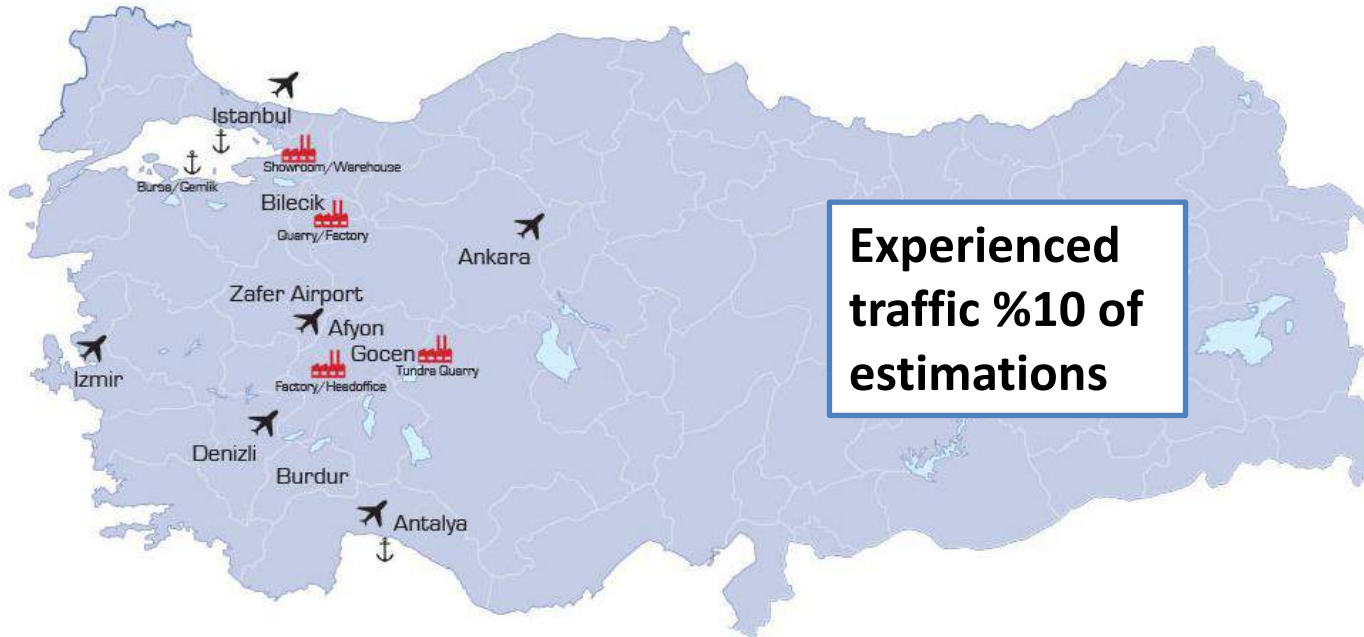 Istanbul
Showroom/Warehouse
Bursa/Gemlik
Bilecik
Quarry/Factory
Ankara
Zafer Airport
Afyon
Gocen
Tundra Quarry
Izmir
Factory/Headoffice
Denizli
Burdur
Antalya
Experienced
traffic %10 of
estimations